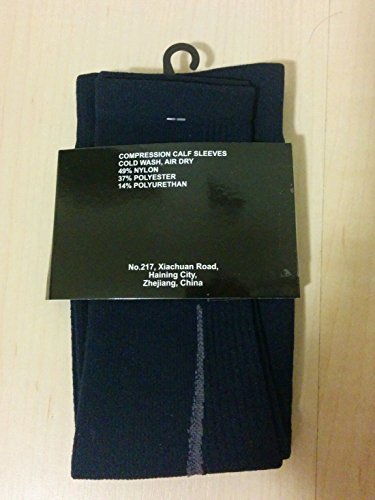 COMPRESSION CALF SLEEVES
COLD WASH, AIR DRY
49% NYLON
37% POLYESTER
14% POLYURETHAN
No.217, Xiachuan Road,
Haining City,
Zhejiang, China